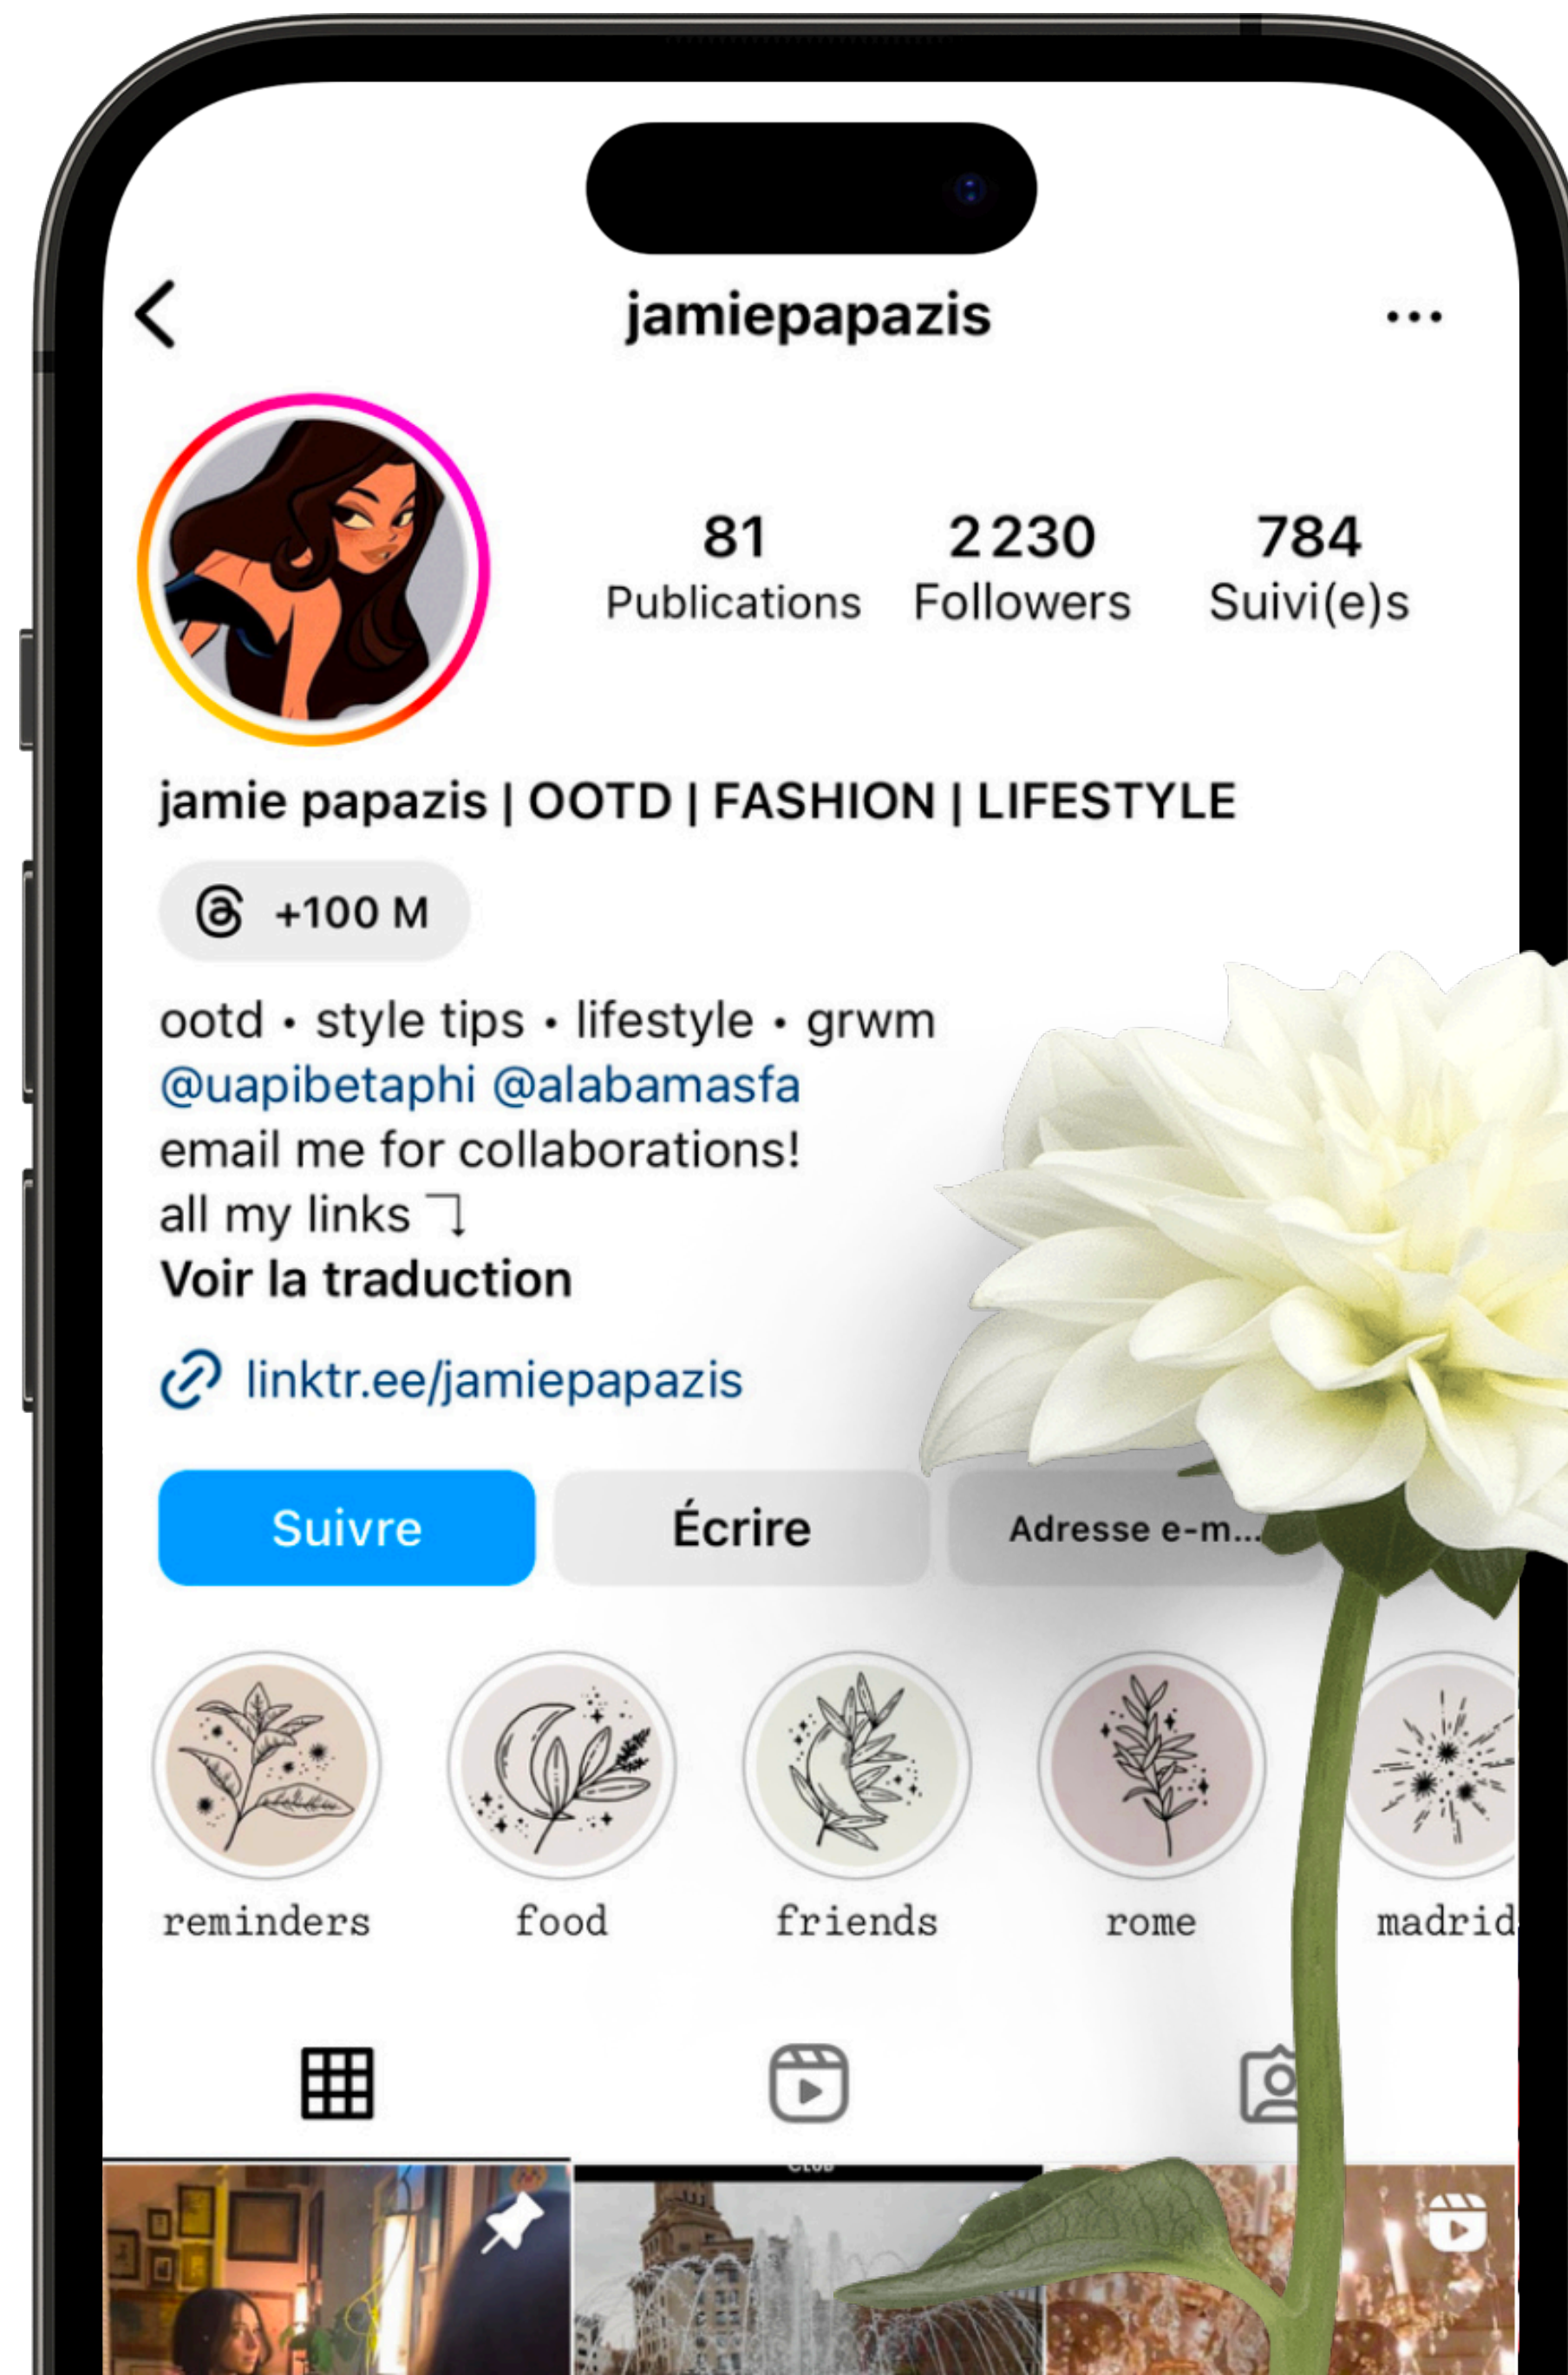 jamiepapazis
81 2 230 784
Publications Followers Suivi(e)s
jamie papazis | OOTD | FASHION | LIFESTYLE
+100 M
ootd • style tips • lifestyle • grwm
@uapibetaphi @alabamasfa
email me for collaborations!
all my links
Voir la traduction
linktr.ee/jamiepapazis
Suivre Écrire Adresse e-m...
reminders food friends rome madrid
CLUB